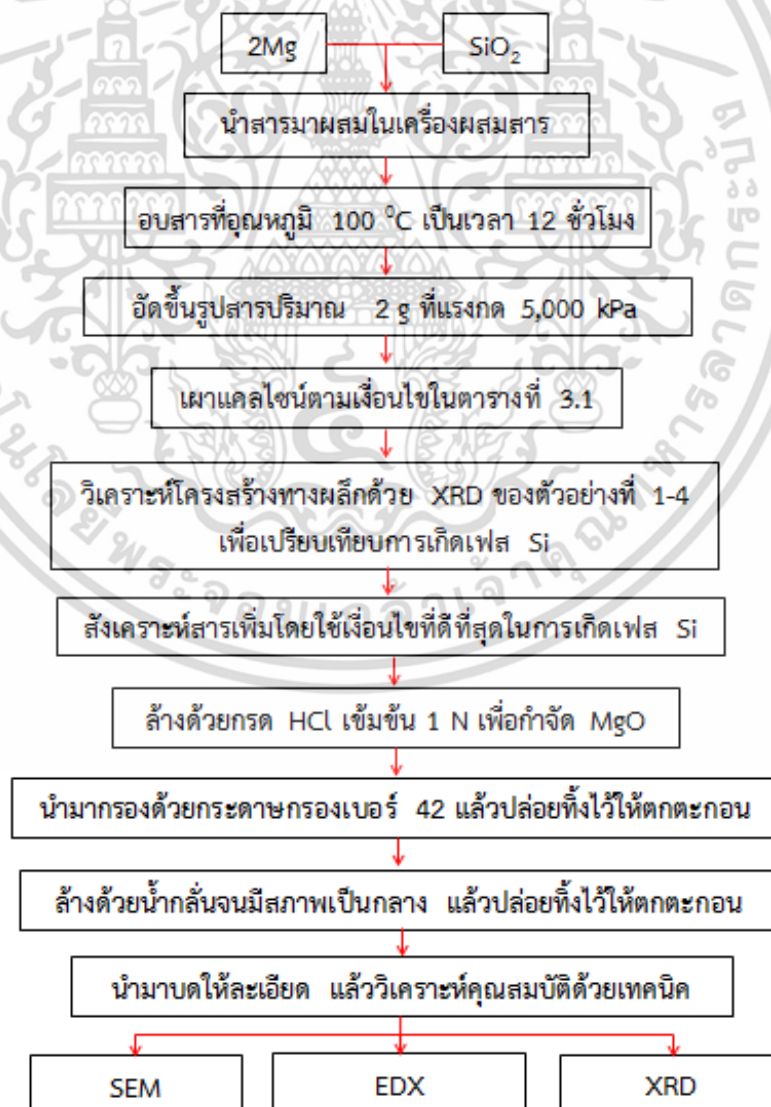 2Mg
SiO2
นำสารมาผสมในเครื่องผสมสาร
อบสารที่อุณหภูมิ 100 ⁰C เป็นเวลา 12 ชั่วโมง
อัดขึ้นรูปสารปริมาณ 2 g ที่แรงกด 5,000 kPa
เผาแคลไซน์ตามเงื่อนไขในตารางที่ 3.1
วิเคราะห์โครงสร้างทางผลึกด้วย XRD ของตัวอย่างที่ 1-4
เพื่อเปรียบเทียบการเกิดเฟส Si
สังเคราะห์สารเพิ่มโดยใช้เงื่อนไขที่ดีที่สุดในการเกิดเฟส Si
ล้างด้วยกรด HCl เข้มข้น 1 N เพื่อกำจัด MgO
นำมากรองด้วยกระดาษกรองเบอร์ 42 แล้วปล่อยทิ้งไว้ให้ตกตะกอน
ล้างด้วยน้ำกลั่นจนมีสภาพเป็นกลาง แล้วปล่อยทิ้งไว้ให้ตกตะกอน
นำมาบดให้ละเอียด แล้ววิเคราะห์คุณสมบัติด้วยเทคนิค
SEM
EDX
XRD